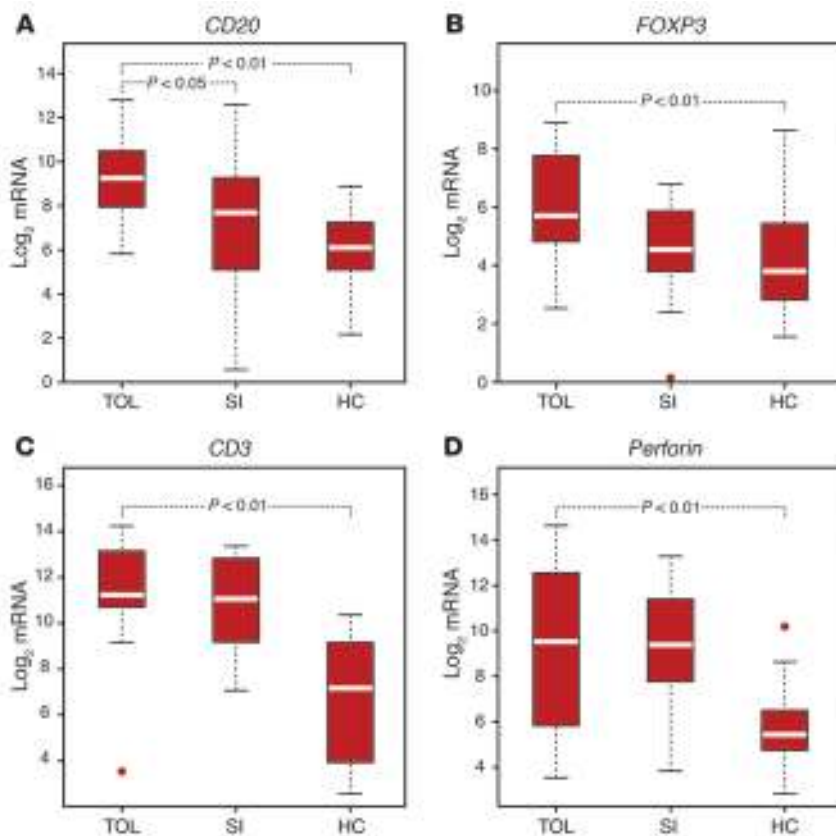 A
CD20
14
12
10
8
6
4
2
0
Log₂ mRNA
P < 0.01
P < 0.05
TOL SI HC
B
FOXP3
10
8
6
4
2
0
Log₂ mRNA
P < 0.01
TOL SI HC
C
CD3
16
14
12
10
8
6
4
Log₂ mRNA
P < 0.01
TOL SI HC
D
Perforin
15
12
10
8
6
4
Log₂ mRNA
P < 0.01
TOL SI HC